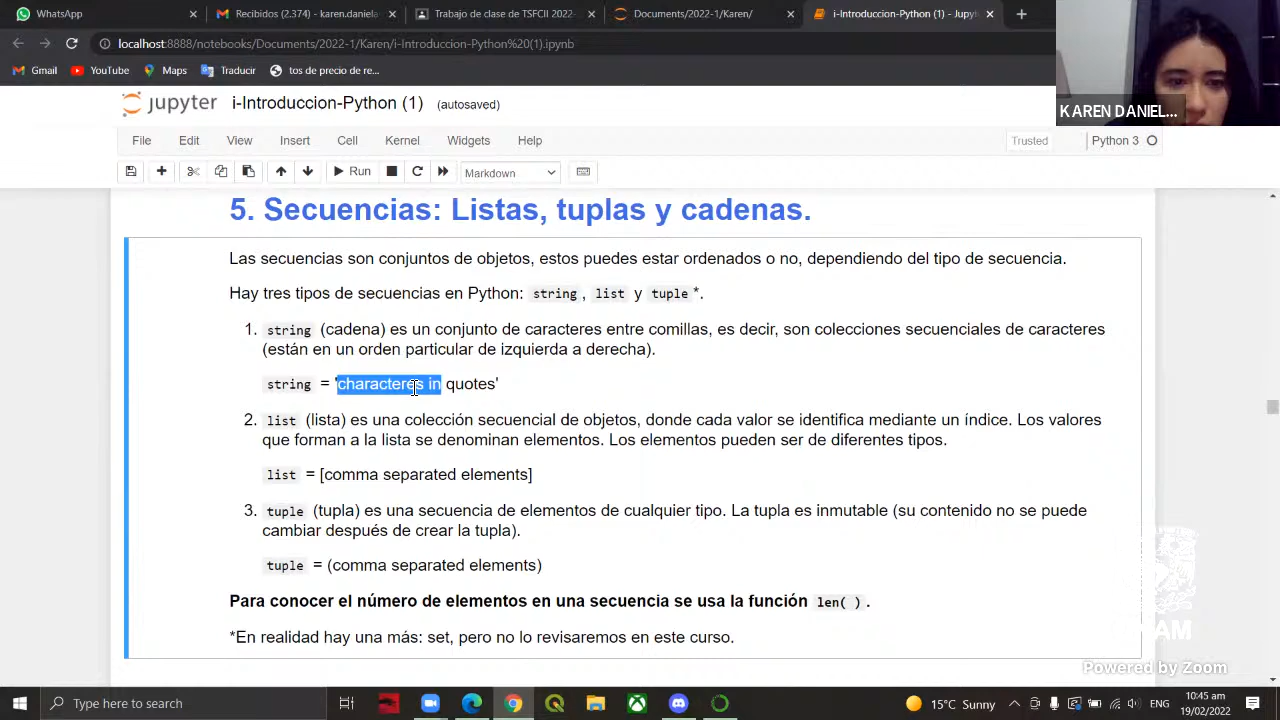 WhatsApp
Recibidos (2.374) - karen.daniela
Trabajo de clase de TSFCII 2022-
Documents/2022-1/Karen/
i-Introduccion-Python (1) - Jupyt
localhost:8888/notebooks/Documents/2022-1/Karen/i-Introduccion-Python%20(1).ipynb
Gmail
YouTube
Maps
Traducir
tos de precio de re...
KAREN DANIEL...
jupyter i-Introduccion-Python (1) (autosaved)
File Edit View Insert Cell Kernel Widgets Help
Trusted
Python 3
Run
Markdown
5. Secuencias: Listas, tuplas y cadenas.
Las secuencias son conjuntos de objetos, estos puedes estar ordenados o no, dependiendo del tipo de secuencia.
Hay tres tipos de secuencias en Python: string , list y tuple *.
1. string (cadena) es un conjunto de caracteres entre comillas, es decir, son colecciones secuenciales de caracteres
(están en un orden particular de izquierda a derecha).
string = 'characteres in quotes'
2. list (lista) es una colección secuencial de objetos, donde cada valor se identifica mediante un índice. Los valores
que forman a la lista se denominan elementos. Los elementos pueden ser de diferentes tipos.
list = [comma separated elements]
3. tuple (tupla) es una secuencia de elementos de cualquier tipo. La tupla es inmutable (su contenido no se puede
cambiar después de crear la tupla).
tuple = (comma separated elements)
Para conocer el número de elementos en una secuencia se usa la función len( ) .
*En realidad hay una más: set, pero no lo revisaremos en este curso.
Powered by Zoom
Type here to search
15°C Sunny
ENG
10:45 am
19/02/2022